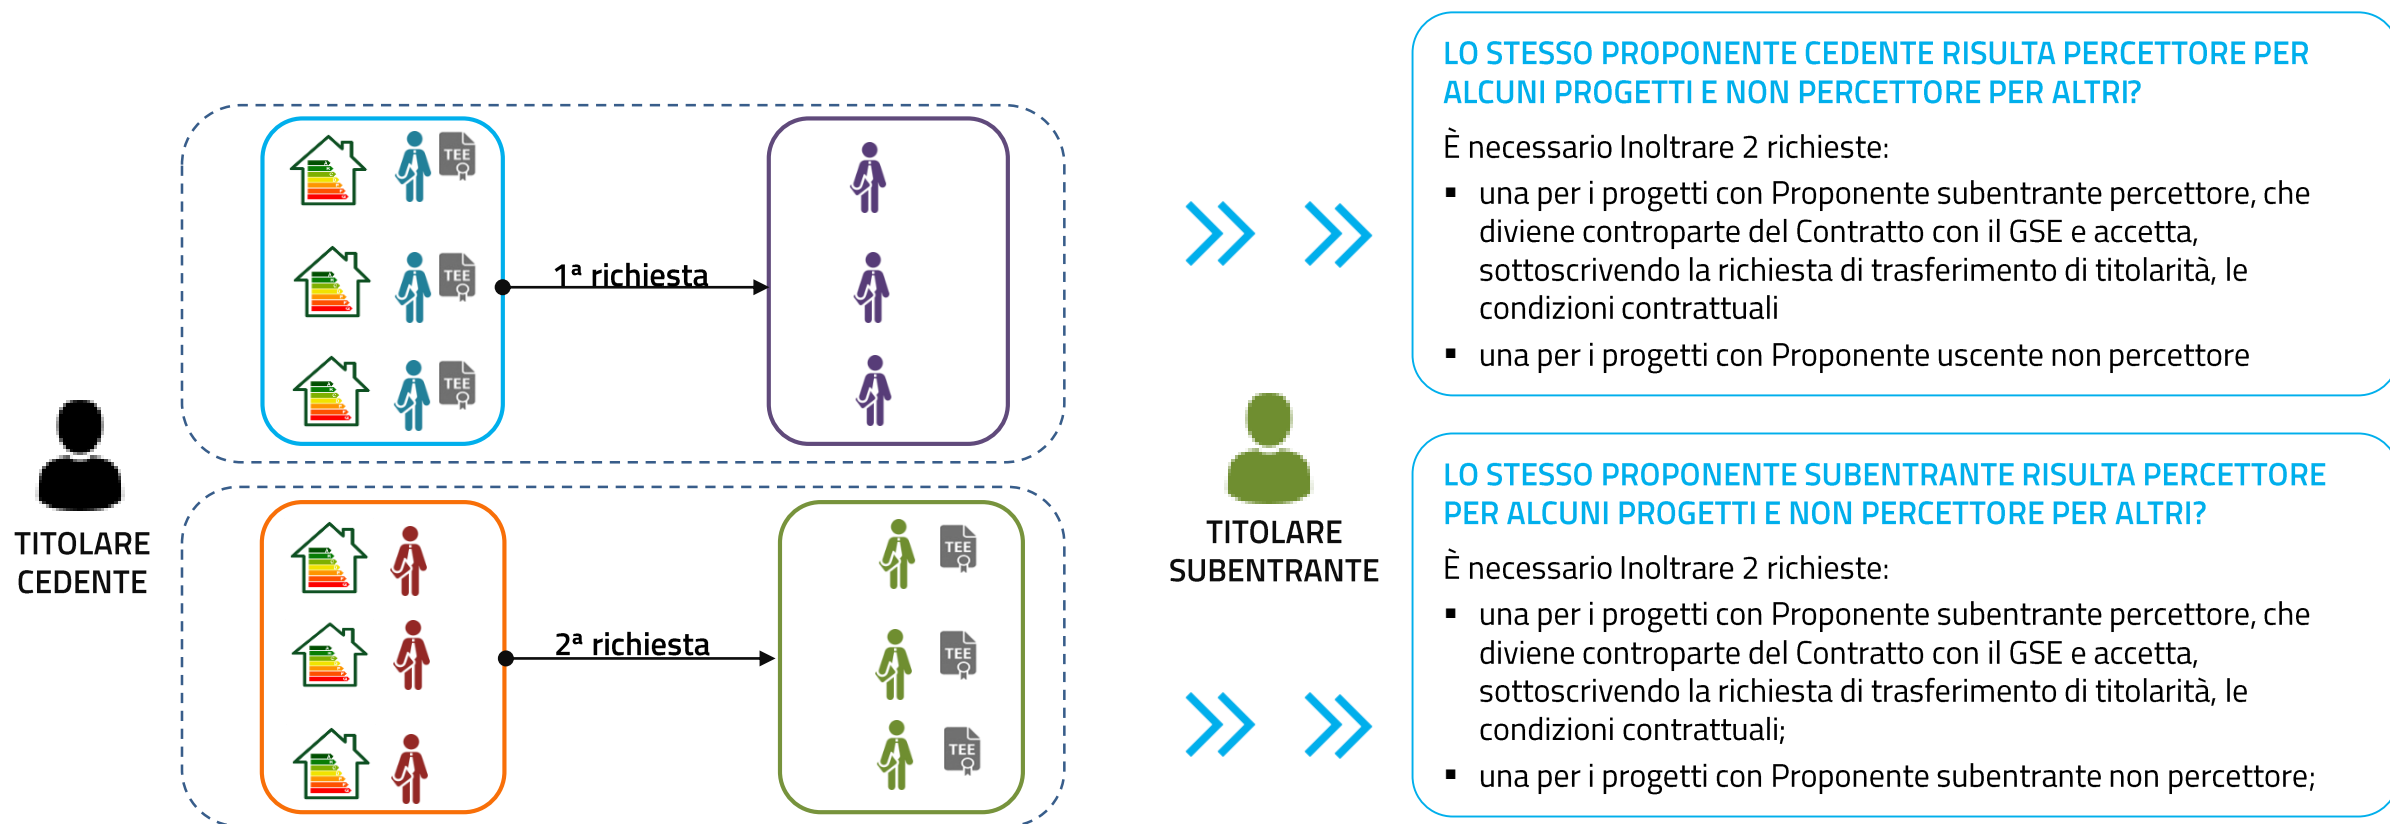 TEE
TEE
TEE
1ª richiesta
TITOLARE
CEDENTE
2ª richiesta
TEE
TEE
TEE
TITOLARE
SUBENTRANTE
LO STESSO PROPONENTE CEDENTE RISULTA PERCETTORE PER
ALCUNI PROGETTI E NON PERCETTORE PER ALTRI?
È necessario Inoltrare 2 richieste:
▪ una per i progetti con Proponente subentrante percettore, che
diviene controparte del Contratto con il GSE e accetta,
sottoscrivendo la richiesta di trasferimento di titolarità, le
condizioni contrattuali
▪ una per i progetti con Proponente uscente non percettore
LO STESSO PROPONENTE SUBENTRANTE RISULTA PERCETTORE
PER ALCUNI PROGETTI E NON PERCETTORE PER ALTRI?
È necessario Inoltrare 2 richieste:
▪ una per i progetti con Proponente subentrante percettore, che
diviene controparte del Contratto con il GSE e accetta,
sottoscrivendo la richiesta di trasferimento di titolarità, le
condizioni contrattuali;
▪ una per i progetti con Proponente subentrante non percettore;